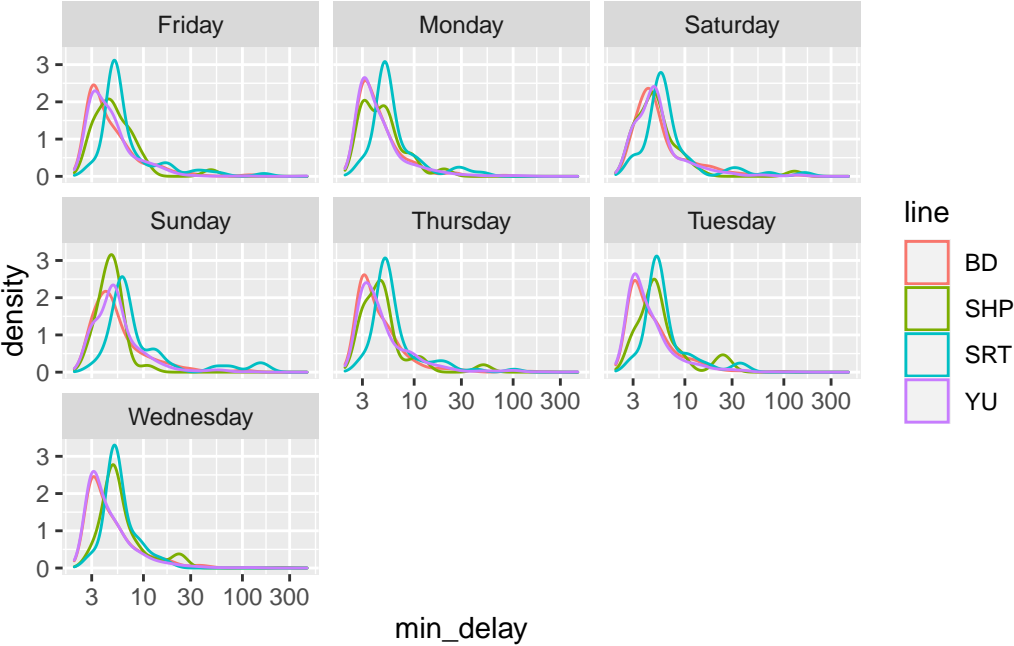 Friday
Monday
Saturday
3
2
1
0
Sunday
Thursday
Tuesday
3
2
1
0
3 10 30 100 300
3 10 30 100 300
Wednesday
3
2
1
0
3 10 30 100 300
min_delay
density
line
BD
SHP
SRT
YU